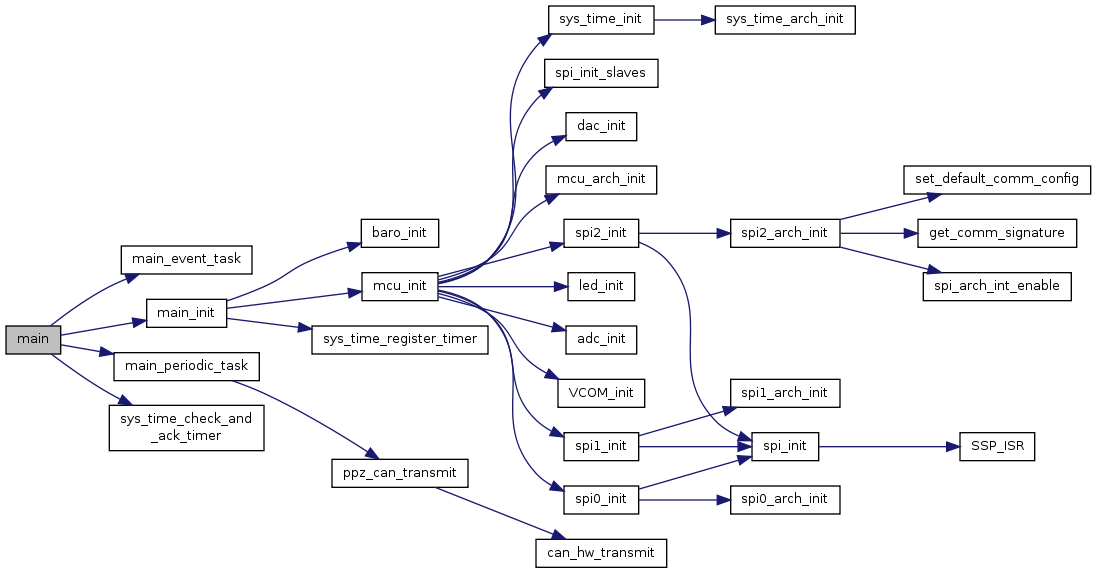 sys_time_init
sys_time_arch_init
spi_init_slaves
dac_init
mcu_arch_init
set_default_comm_config
baro_init
spi2_init
spi2_arch_init
get_comm_signature
main_event_task
mcu_init
led_init
spi_arch_int_enable
main_init
main
sys_time_register_timer
adc_init
main_periodic_task
VCOM_init
spi1_arch_init
sys_time_check_and
_ack_timer
spi1_init
spi_init
SSP_ISR
ppz_can_transmit
spi0_init
spi0_arch_init
can_hw_transmit